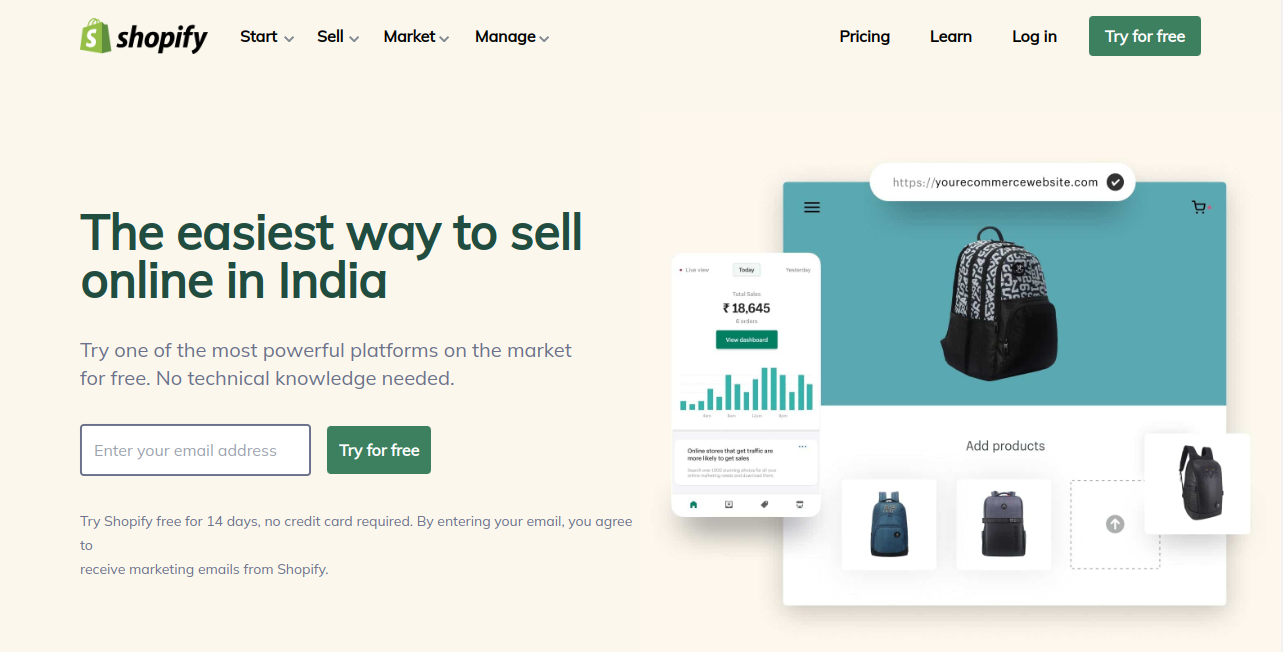 shopify
Start
Sell
Market
Manage
Pricing
Learn
Log in
Try for free
The easiest way to sell
online in India
Try one of the most powerful platforms on the market
for free. No technical knowledge needed.
Enter your email address
Try for free
Try Shopify free for 14 days, no credit card required. By entering your email, you agree
to
receive marketing emails from Shopify.
https://yourecommercewebsite.com
Live view
Today
Yesterday
Total Sales
₹ 18,645
6 orders
View dashboard
Online stores that get traffic are
more likely to get sales
Add products